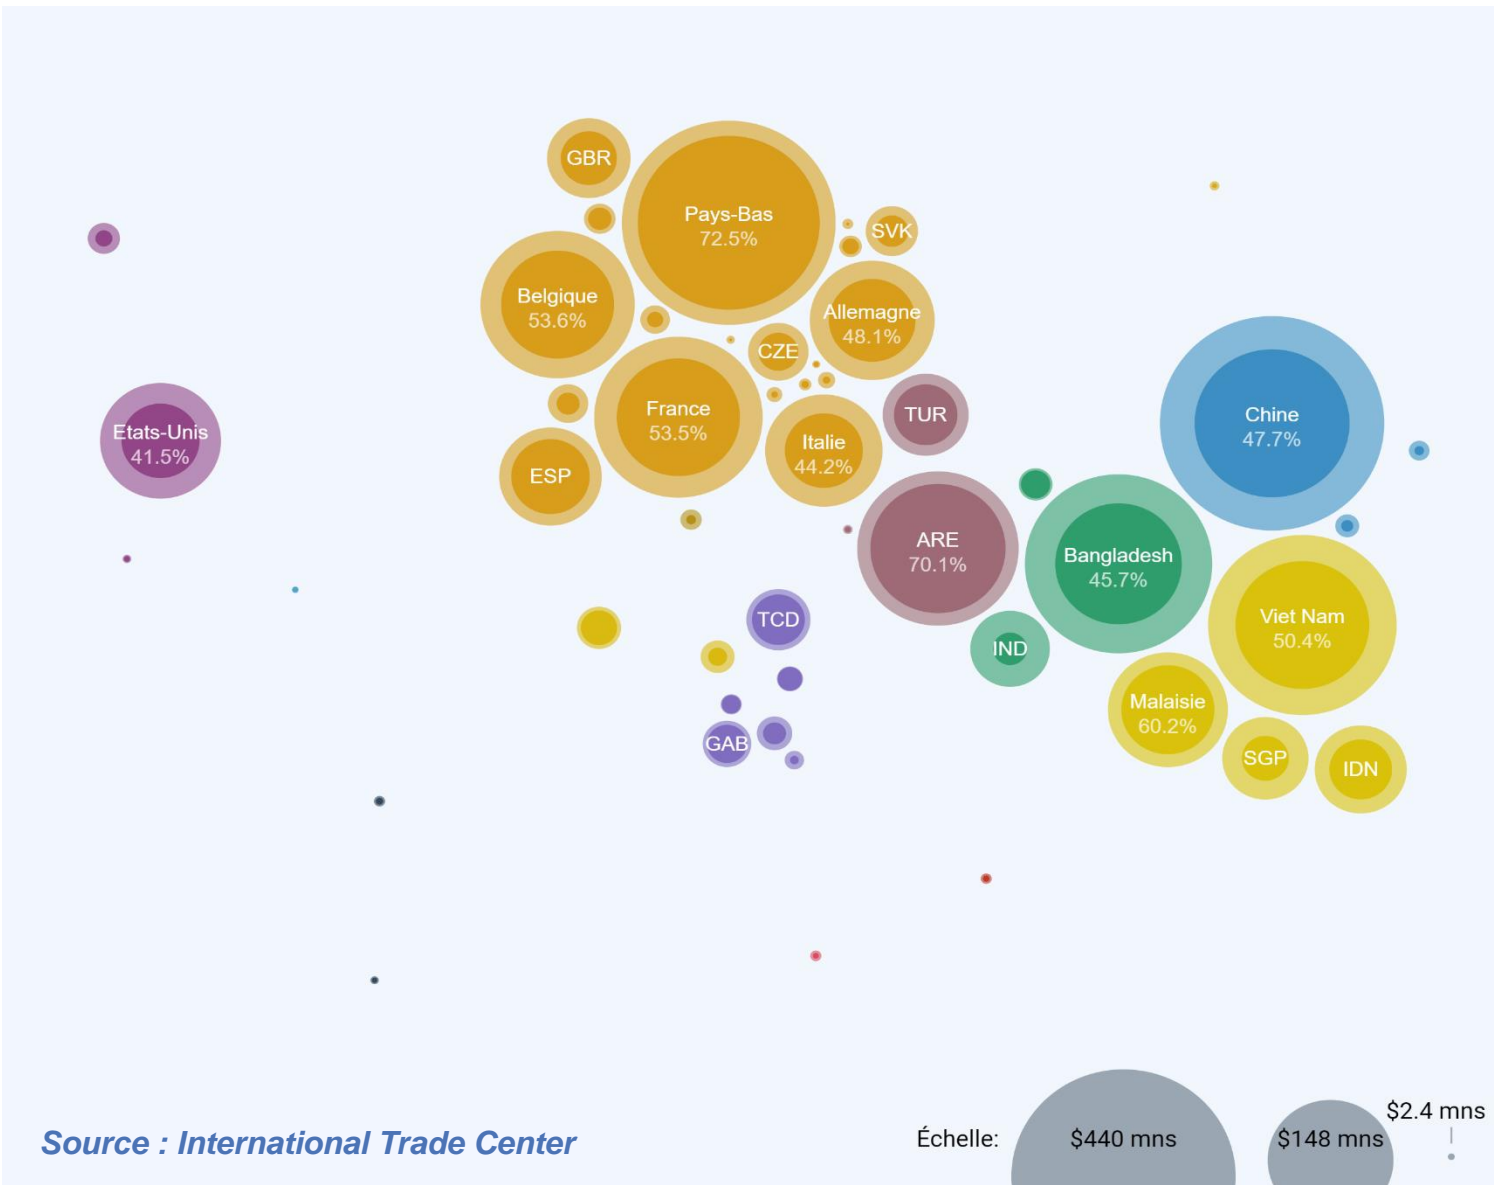 GBR
Pays-Bas
72.5%
SVK
Belgique
53.6%
Allemagne
48.1%
CZE
France
53.5%
TUR
Chine
47.7%
Etats-Unis
41.5%
Italie
44.2%
ESP
ARE
70.1%
Bangladesh
45.7%
TCD
Viet Nam
50.4%
IND
Malaisie
60.2%
GAB
SGP
IDN
$2.4 mns
Source : International Trade Center
Échelle:
$440 mns
$148 mns